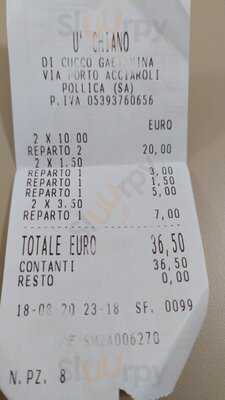 U' CHIANO
DI CUCCO GAETANINA
VIA PORTO ACCIAROLI
POLLICA (SA)
P.IVA 05393760656
EURO
2 X 10.00
REPARTO 2 20,00
2 X 1.50
REPARTO 1 3,00
REPARTO 1 1,50
REPARTO 1 5,00
2 X 3.50
REPARTO 1 7,00
TOTALE EURO 36,50
CONTANTI 36,50
RESTO 0,00
18-08-20 23-18 SF. 0099
006270
N.PZ. 8
sluurpy